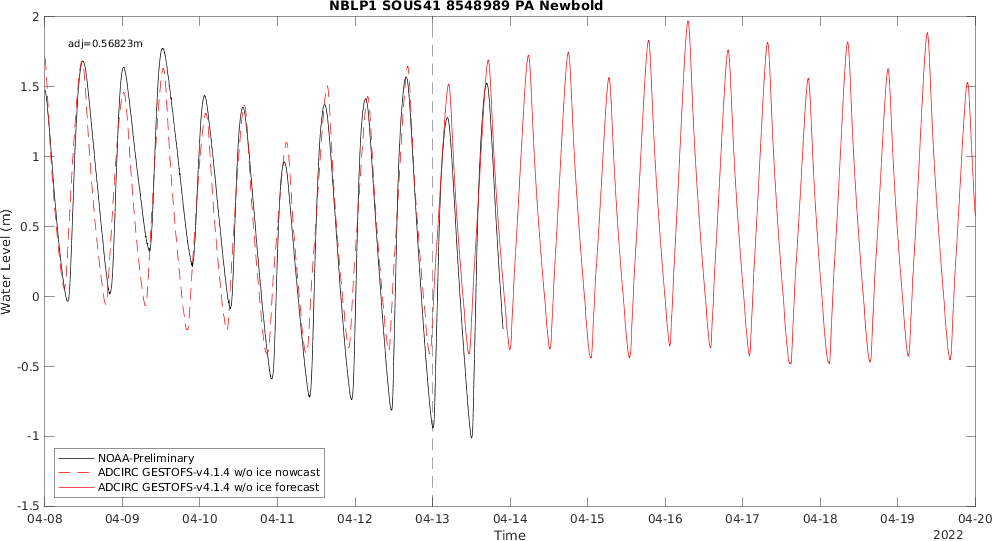 NBLP1 SOUS41 8548989 PA Newbold
adj=0.56823m
2
1.5
1
0.5
0
-0.5
-1
-1.5
Water Level (m)
NOAA-Preliminary
ADCIRC GESTOFS-v4.1.4 w/o ice nowcast
ADCIRC GESTOFS-v4.1.4 w/o ice forecast
04-08 04-09 04-10 04-11 04-12 04-13 04-14 04-15 04-16 04-17 04-18 04-19 04-20
Time
2022